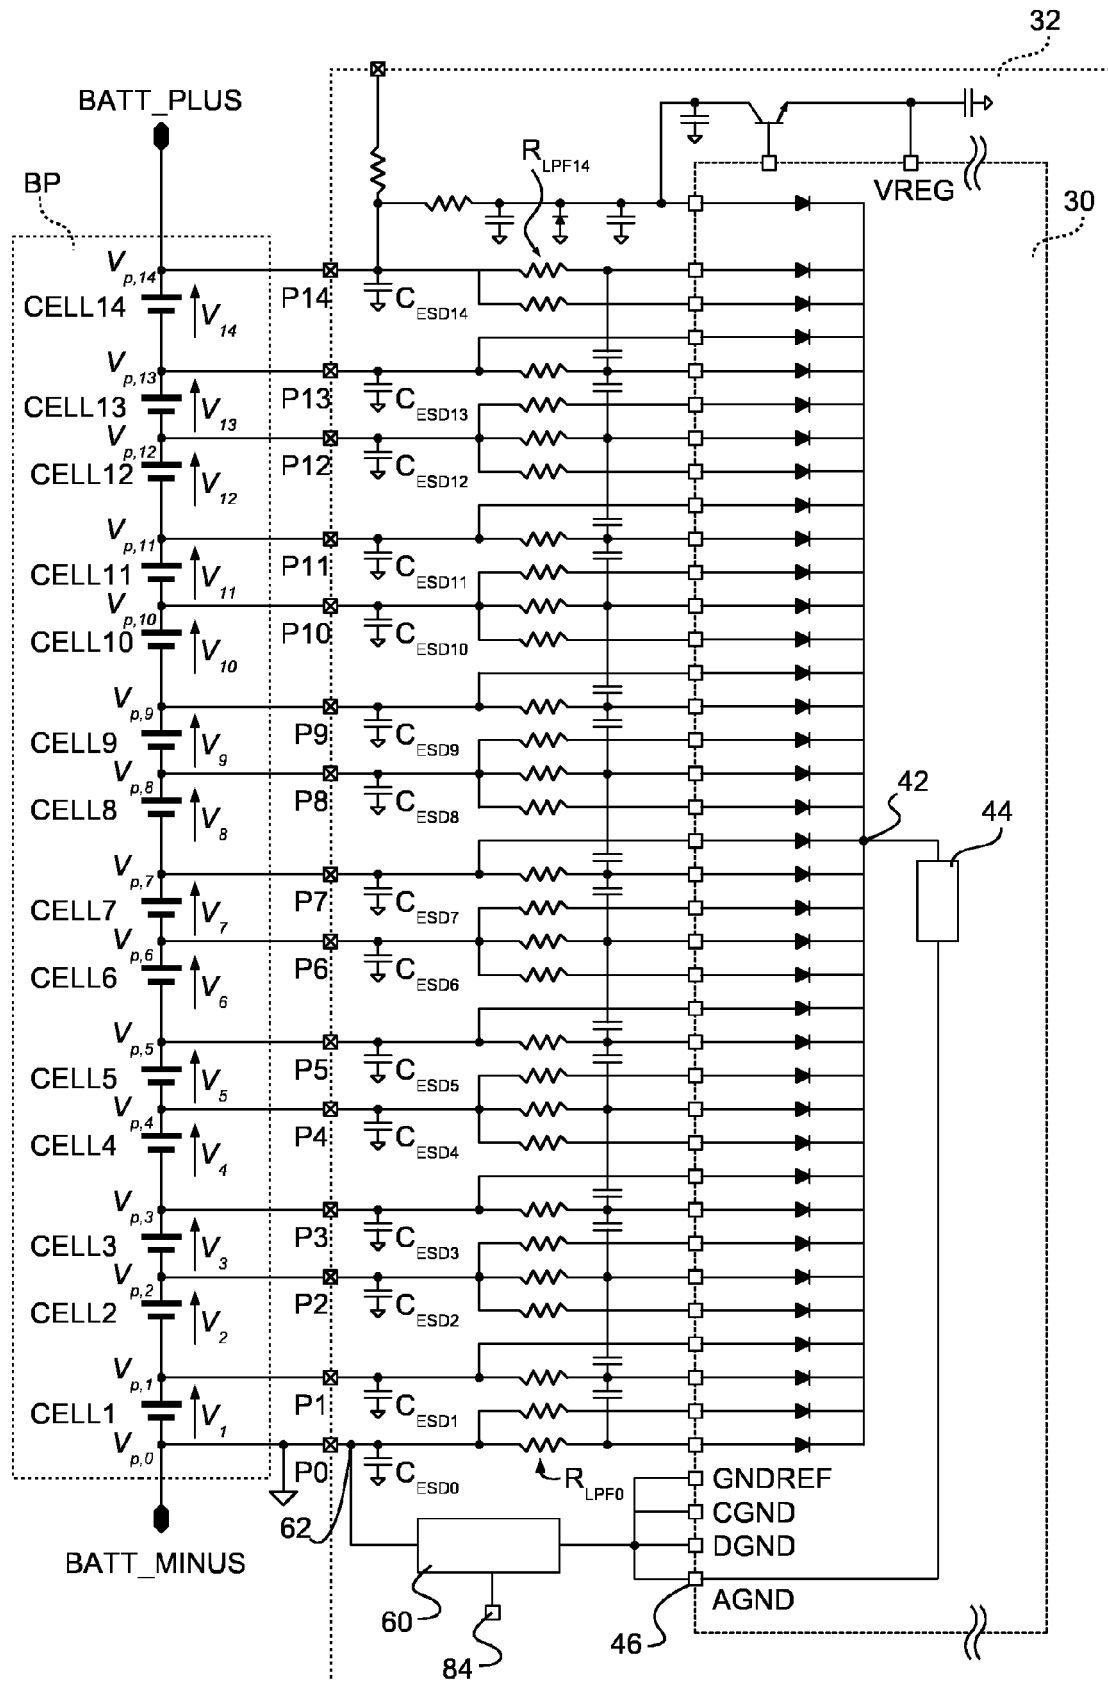 32
BATT_PLUS
R LPF14
BP
VREG
30
V p,14
P14
C ESD14
CELL14
V 14
V p,13
P13
C ESD13
CELL13
V 13
V p,12
P12
C ESD12
CELL12
V 12
V p,11
P11
C ESD11
CELL11
V 11
V p,10
P10
C ESD10
CELL10
V 10
V p,9
P9
C ESD9
CELL9
V 9
V p,8
P8
C ESD8
CELL8
V 8
42
44
V p,7
P7
C ESD7
CELL7
V 7
V p,6
P6
C ESD6
CELL6
V 6
V p,5
P5
C ESD5
CELL5
V 5
V p,4
P4
C ESD4
CELL4
V 4
V p,3
P3
C ESD3
CELL3
V 3
V p,2
P2
C ESD2
CELL2
V 2
V p,1
P1
C ESD1
CELL1
V 1
V p,0
P0
C ESD0
R LPF0
GNDREF
CGND
DGND
AGND
62
BATT_MINUS
60
46
84